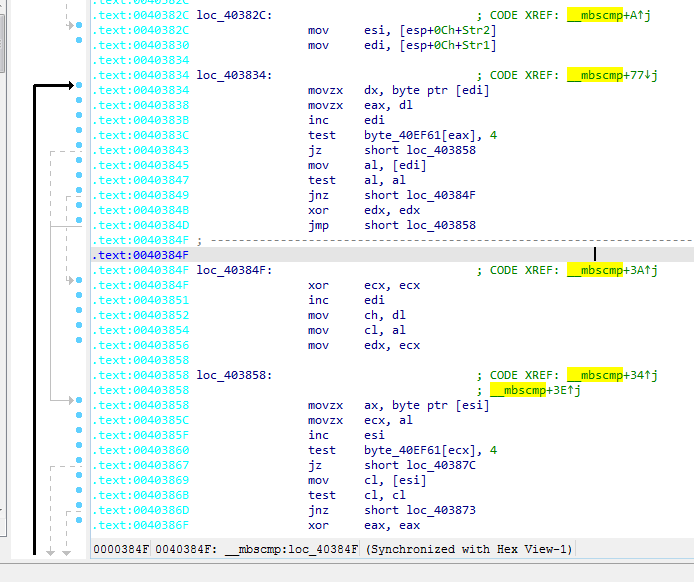 .text:0040382C
.text:0040382C loc_40382C: ; CODE XREF: __mbscmp+A↑j
.text:0040382C mov esi, [esp+0Ch+Str2]
.text:00403830 mov edi, [esp+0Ch+Str1]
.text:00403834
.text:00403834 loc_403834: ; CODE XREF: __mbscmp+77↓j
.text:00403834 movzx dx, byte ptr [edi]
.text:00403838 movzx eax, dl
.text:0040383B inc edi
.text:0040383C test byte_40EF61[eax], 4
.text:00403843 jz short loc_403858
.text:00403845 mov al, [edi]
.text:00403847 test al, al
.text:00403849 jnz short loc_40384F
.text:0040384B xor edx, edx
.text:0040384D jmp short loc_403858
.text:0040384F ; ---------------------------------------------------------------------------
.text:0040384F
.text:0040384F loc_40384F: ; CODE XREF: __mbscmp+3A↑j
.text:0040384F xor ecx, ecx
.text:00403851 inc edi
.text:00403852 mov ch, dl
.text:00403854 mov cl, al
.text:00403856 mov edx, ecx
.text:00403858
.text:00403858 loc_403858: ; CODE XREF: __mbscmp+34↑j
.text:00403858 ; __mbscmp+3E↑j
.text:00403858 movzx ax, byte ptr [esi]
.text:0040385C movzx ecx, al
.text:0040385F inc esi
.text:00403860 test byte_40EF61[ecx], 4
.text:00403867 jz short loc_40387C
.text:00403869 mov cl, [esi]
.text:0040386B test cl, cl
.text:0040386D jnz short loc_403873
.text:0040386F xor eax, eax
0000384F 0040384F: __mbscmp:loc_40384F (Synchronized with Hex View-1)